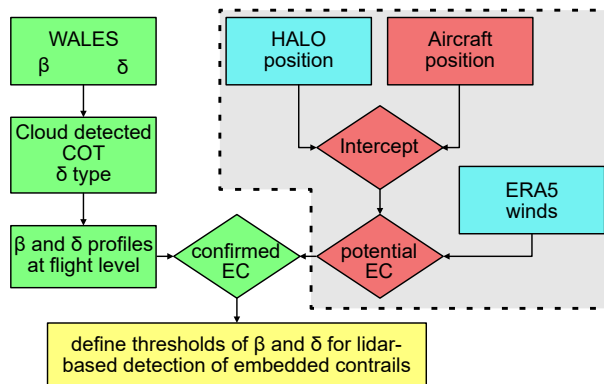 WALES
β δ
Cloud detected
COT
δ type
β and δ profiles
at flight level
HALO
position
Aircraft
position
Intercept
ERA5
winds
potential
EC
confirmed
EC
define thresholds of β and δ for lidar-
based detection of embedded contrails